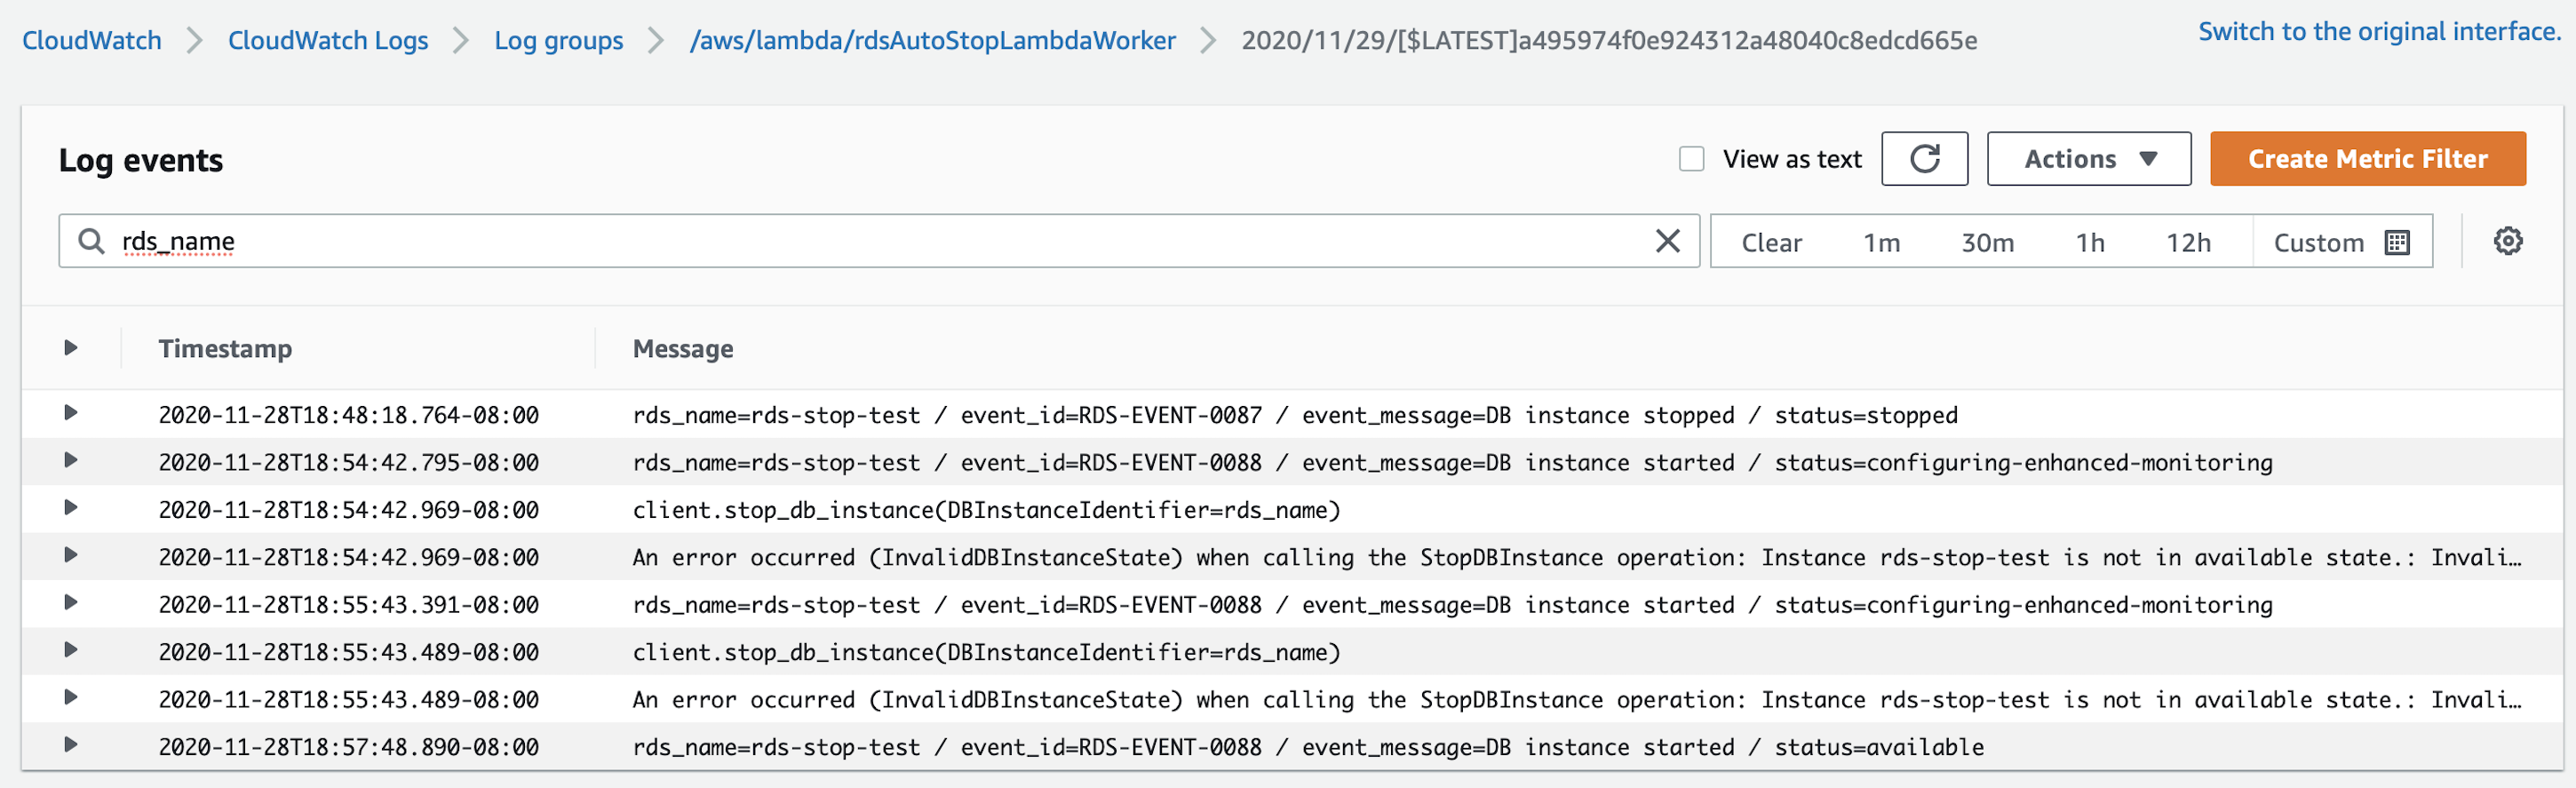 CloudWatch CloudWatch Logs Log groups /aws/lambda/rdsAutoStopLambdaWorker 2020/11/29/[$LATEST]a495974f0e924312a48040c8edcd665e Switch to the original interface.
Log events View as text Actions Create Metric Filter
rds_name Clear 1m 30m 1h 12h Custom
Timestamp Message
2020-11-28T18:48:18.764-08:00 rds_name=rds-stop-test / event_id=RDS-EVENT-0087 / event_message=DB instance stopped / status=stopped
2020-11-28T18:54:42.795-08:00 rds_name=rds-stop-test / event_id=RDS-EVENT-0088 / event_message=DB instance started / status=configuring-enhanced-monitoring
2020-11-28T18:54:42.969-08:00 client.stop_db_instance(DBInstanceIdentifier=rds_name)
2020-11-28T18:54:42.969-08:00 An error occurred (InvalidDBInstanceState) when calling the StopDBInstance operation: Instance rds-stop-test is not in available state.: Invali…
2020-11-28T18:55:43.391-08:00 rds_name=rds-stop-test / event_id=RDS-EVENT-0088 / event_message=DB instance started / status=configuring-enhanced-monitoring
2020-11-28T18:55:43.489-08:00 client.stop_db_instance(DBInstanceIdentifier=rds_name)
2020-11-28T18:55:43.489-08:00 An error occurred (InvalidDBInstanceState) when calling the StopDBInstance operation: Instance rds-stop-test is not in available state.: Invali…
2020-11-28T18:57:48.890-08:00 rds_name=rds-stop-test / event_id=RDS-EVENT-0088 / event_message=DB instance started / status=available